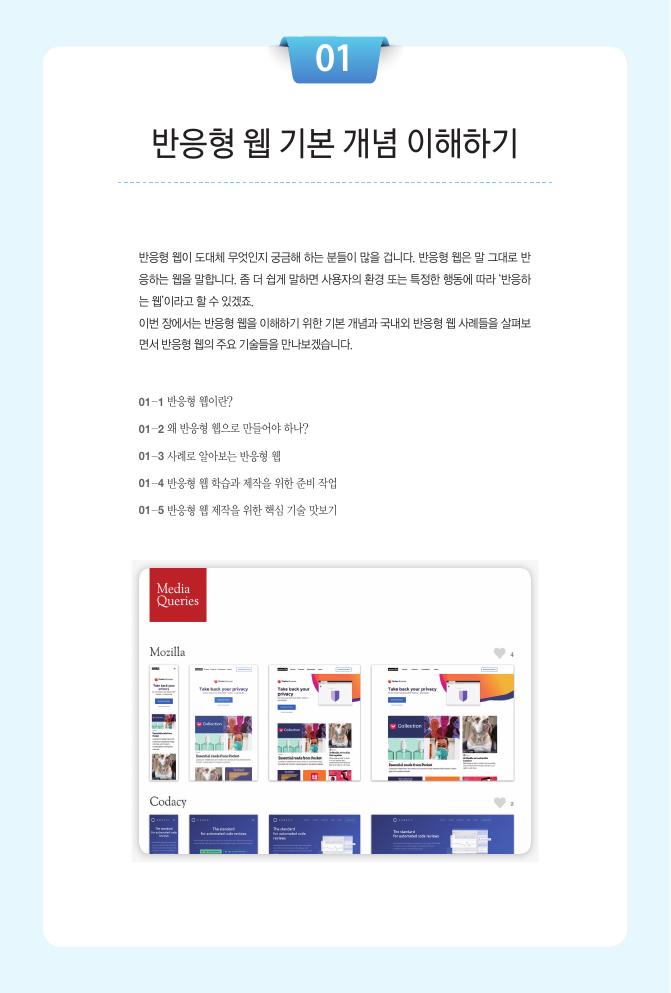 01
반응형 웹 기본 개념 이해하기
반응형 웹이 도대체 무엇인지 궁금해 하는 분들이 많을 겁니다. 반응형 웹은 말 그대로 반
응하는 웹을 말합니다. 좀 더 쉽게 말하면 사용자의 환경 또는 특정한 행동에 따라 ‘반응하
는 웹’이라고 할 수 있겠죠.
이번 장에서는 반응형 웹을 이해하기 위한 기본 개념과 국내외 반응형 웹 사례들을 살펴보
면서 반응형 웹의 주요 기술들을 만나보겠습니다.
01-1 반응형 웹이란?
01-2 왜 반응형 웹으로 만들어야 하나?
01-3 사례로 알아보는 반응형 웹
01-4 반응형 웹 학습과 제작을 위한 준비 작업
01-5 반응형 웹 제작을 위한 핵심 기술 맛보기
Media
Queries
Mozilla
4
Take back your
privacy
Take back your privacy
Take back your
privacy
Take back your privacy
Collection
Collection
Collection
Essential reads from Pocket
Essential reads from Pocket
Essential reads from Pocket
Codacy
2
The standard
for automated code
reviews
The standard
for automated code reviews
The standard
for automated code
reviews
The standard
for automated code reviews